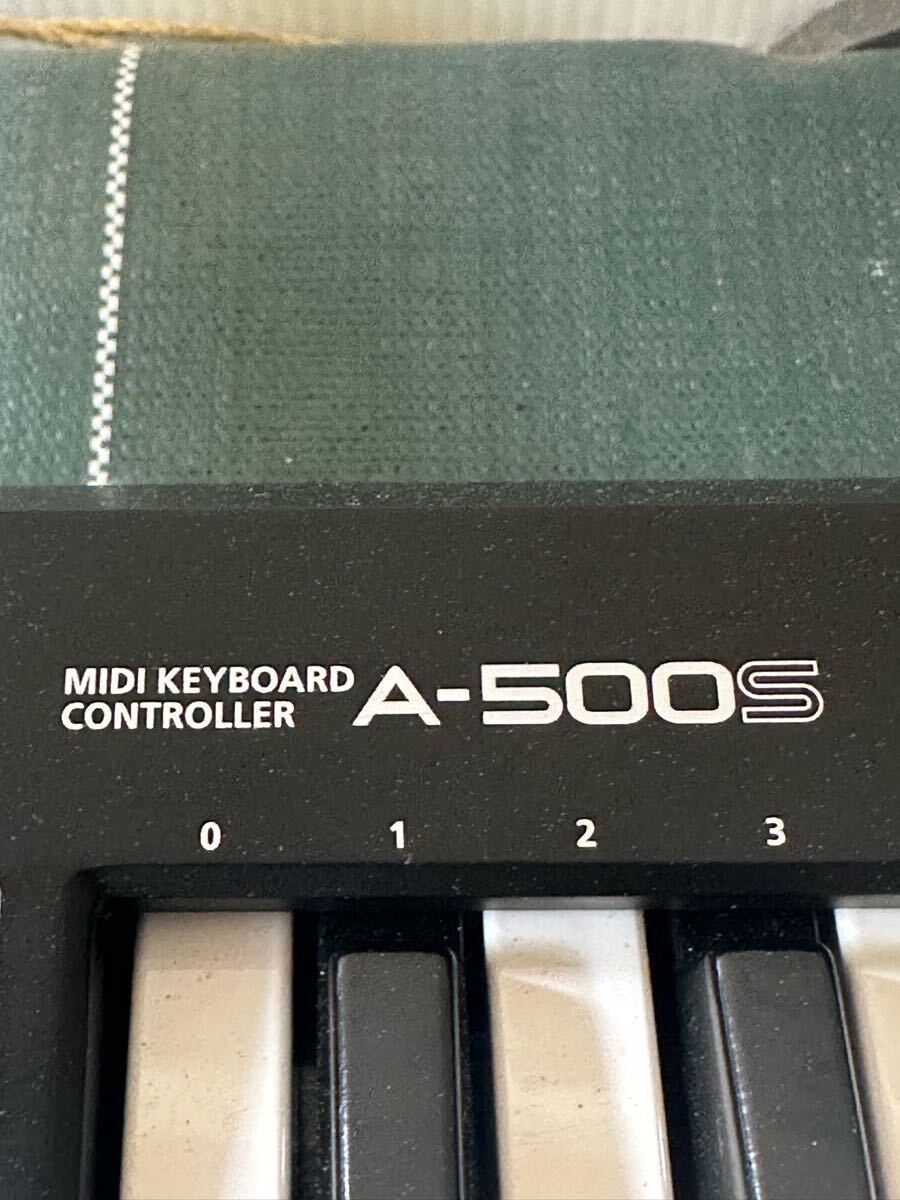 MIDI KEYBOARD
CONTROLLER
A-500S
0 1 2 3